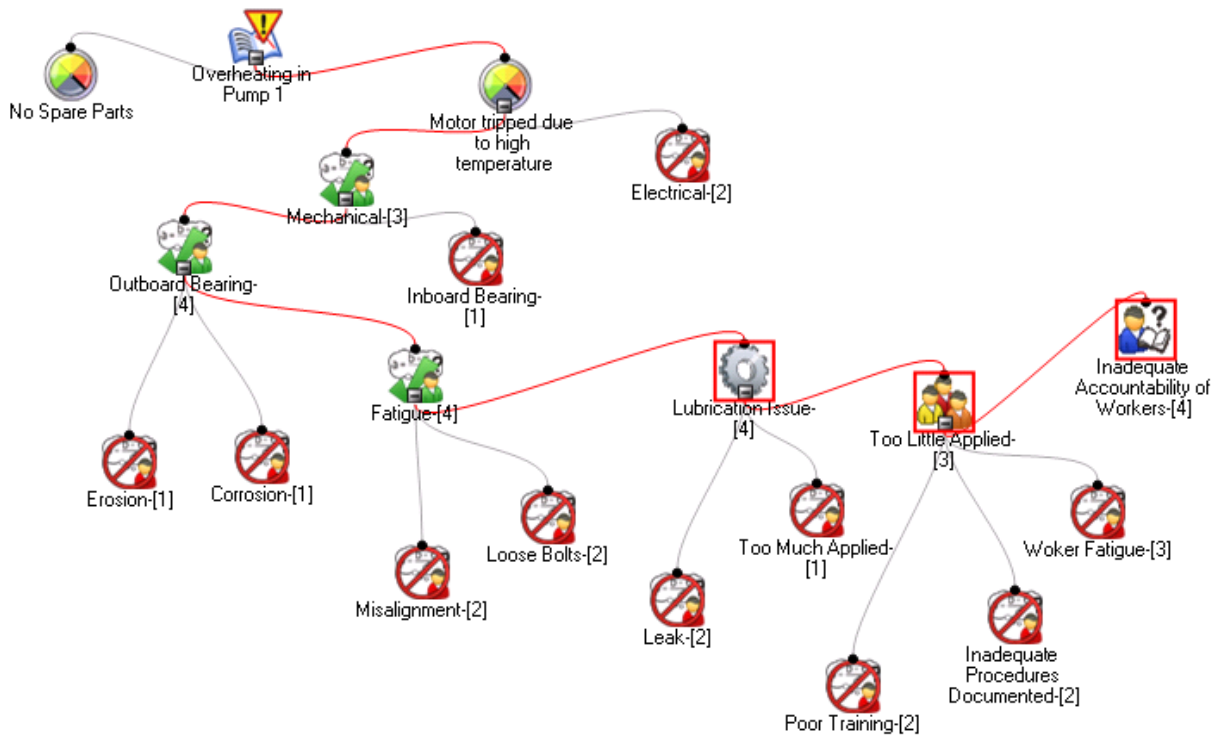 Overheating in
Pump 1
No Spare Parts
Motor tripped due
to high
temperature
Electrical-[2]
Mechanical-[3]
Outboard Bearing-
[4]
Inboard Bearing-
[1]
Inadequate
Accountability of
Workers-[4]
Fatigue-[4]
Lubrication Issue-
[4]
Too Little Applied-
[3]
Erosion-[1]
Corrosion-[1]
Loose Bolts-[2]
Too Much Applied-
[1]
Woker Fatigue-[3]
Misalignment-[2]
Leak-[2]
Inadequate
Procedures
Documented-[2]
Poor Training-[2]